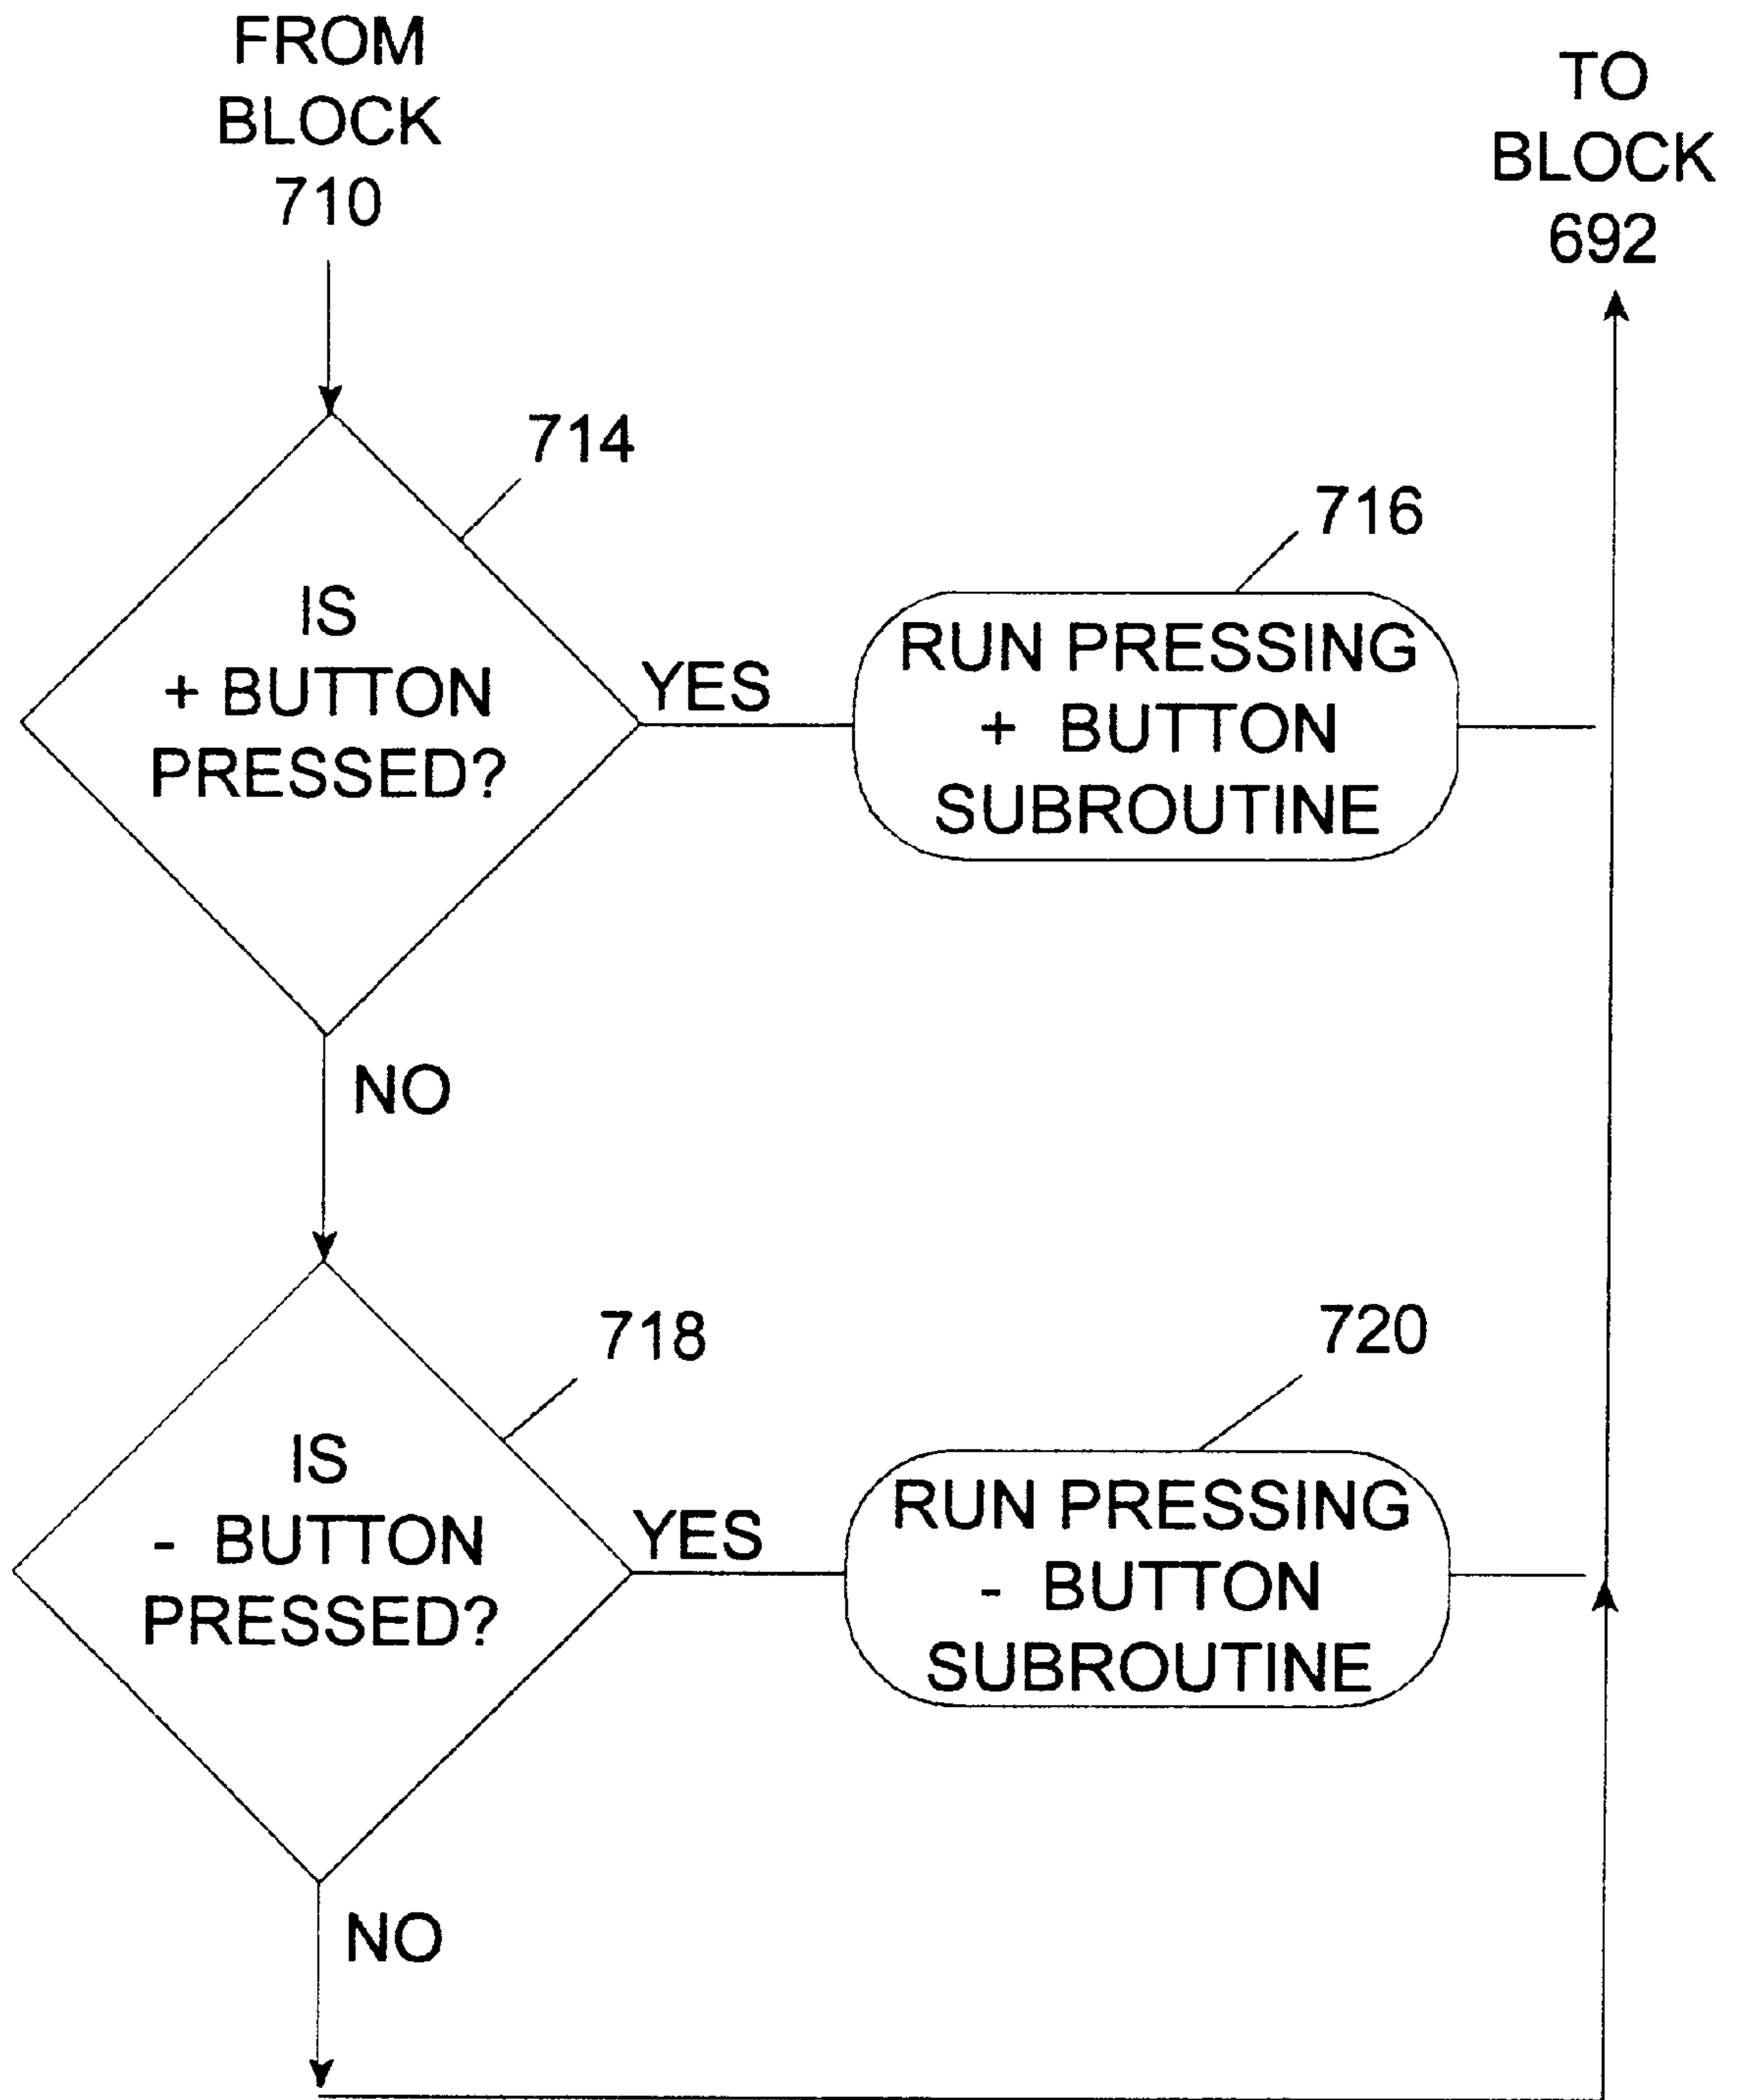 FROM
BLOCK
710
TO
BLOCK
692
714
716
IS
+ BUTTON
PRESSED?
YES
RUN PRESSING
+ BUTTON
SUBROUTINE
NO
718
720
IS
- BUTTON
PRESSED?
YES
RUN PRESSING
- BUTTON
SUBROUTINE
NO